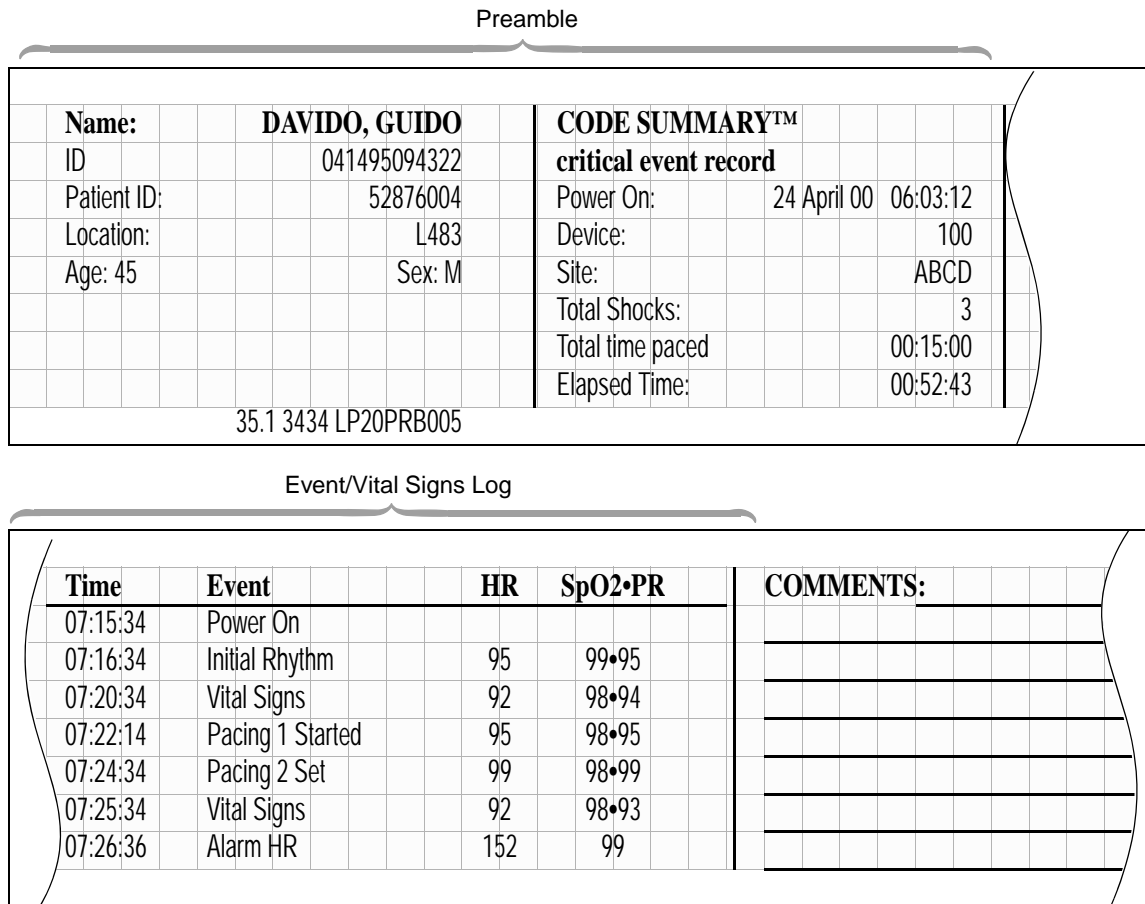 Preamble
Name: DAVIDO, GUIDO
ID 041495094322
Patient ID: 52876004
Location: L483
Age: 45 Sex: M
35.1 3434 LP20PRB005
CODE SUMMARY™
critical event record
Power On: 24 April 00 06:03:12
Device: 100
Site: ABCD
Total Shocks: 3
Total time paced 00:15:00
Elapsed Time: 00:52:43
Event/Vital Signs Log
Time Event HR SpO2•PR COMMENTS:
07:15:34 Power On
07:16:34 Initial Rhythm 95 99•95
07:20:34 Vital Signs 92 98•94
07:22:14 Pacing 1 Started 95 98•95
07:24:34 Pacing 2 Set 99 98•99
07:25:34 Vital Signs 92 98•93
07:26:36 Alarm HR 152 99